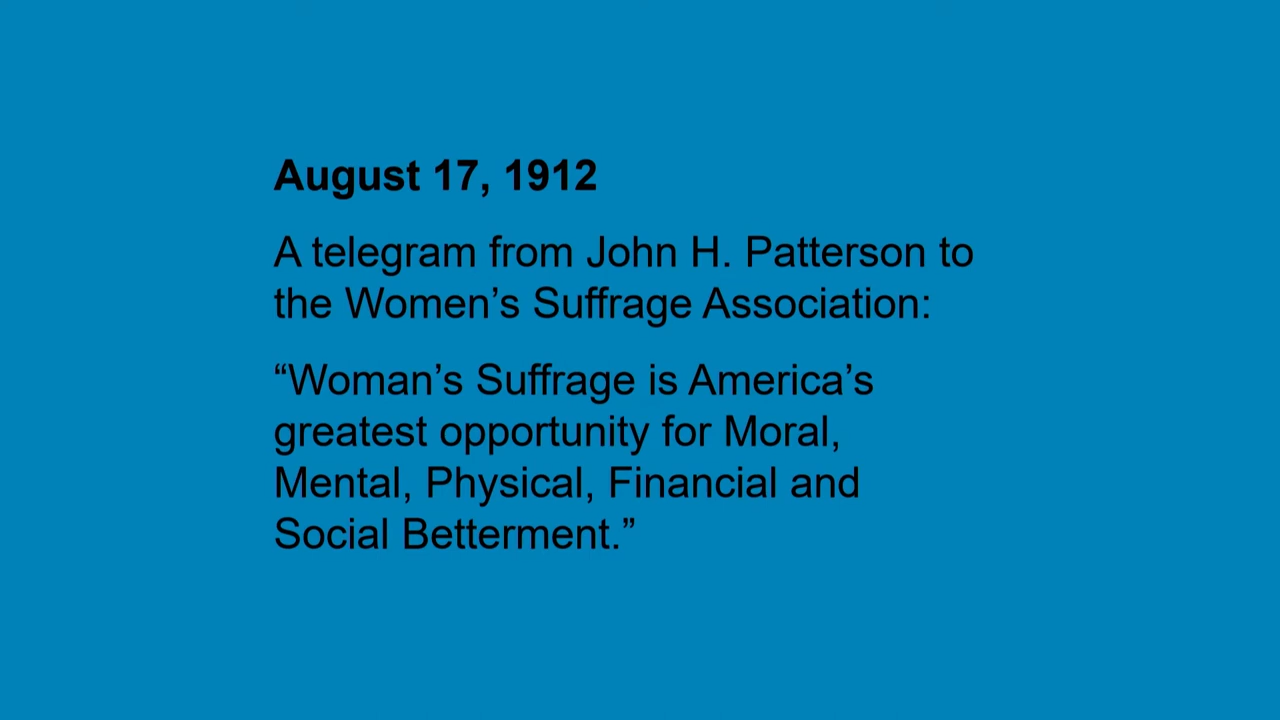 August 17, 1912
A telegram from John H. Patterson to
the Women’s Suffrage Association:
“Woman’s Suffrage is America’s
greatest opportunity for Moral,
Mental, Physical, Financial and
Social Betterment.”